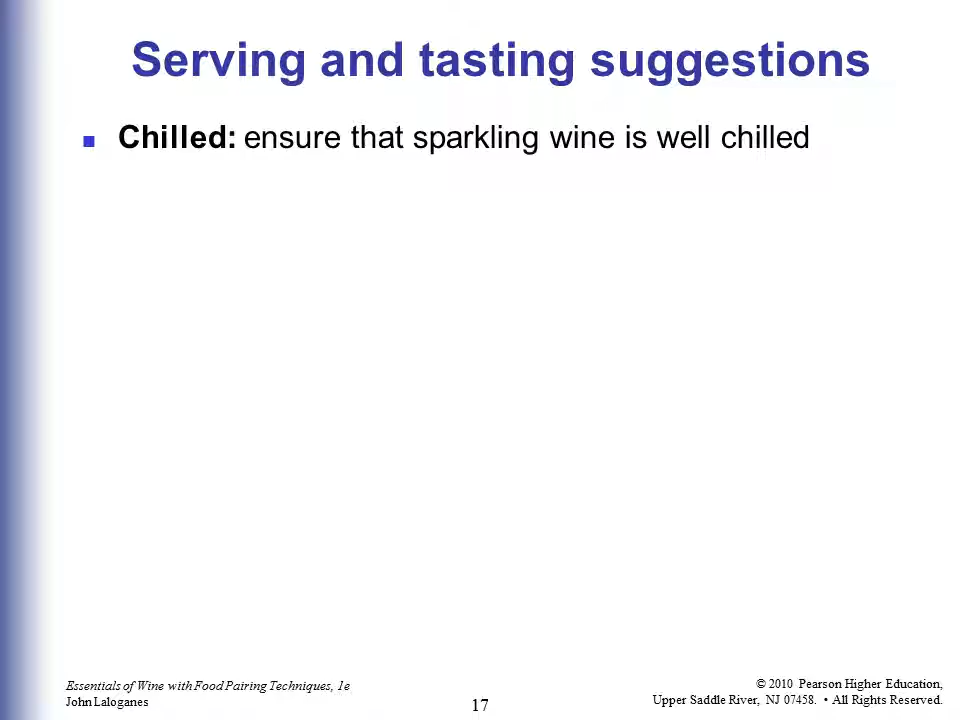 Serving and tasting suggestions
Chilled: ensure that sparkling wine is well chilled
Essentials of Wine with Food Pairing Techniques, 1e
John Laloganes
17
© 2010 Pearson Higher Education,
Upper Saddle River, NJ 07458. • All Rights Reserved.